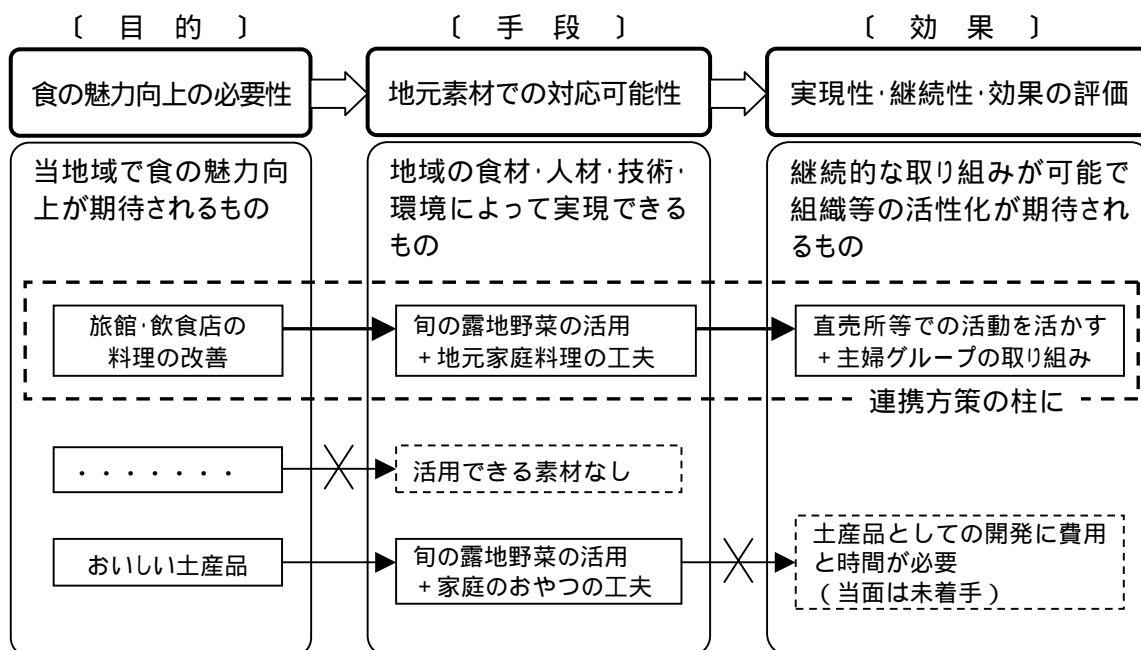 〔 目 的 〕
〔 手 段 〕
〔 効 果 〕
食の魅力向上の必要性
地元素材での対応可能性
実現性・継続性・効果の評価
当地域で食の魅力向
上が期待されるもの
地域の食材・人材・技術・
環境によって実現できる
もの
継続的な取り組みが可能で
組織等の活性化が期待され
るもの
旅館・飲食店の
料理の改善
旬の露地野菜の活用
+地元家庭料理の工夫
直売所等での活動を活かす
+主婦グループの取り組み
連携方策の柱に
・・・・・・・
活用できる素材なし
おいしい土産品
旬の露地野菜の活用
+家庭のおやつの工夫
土産品としての開発に費用
と時間が必要
(当面は未着手)